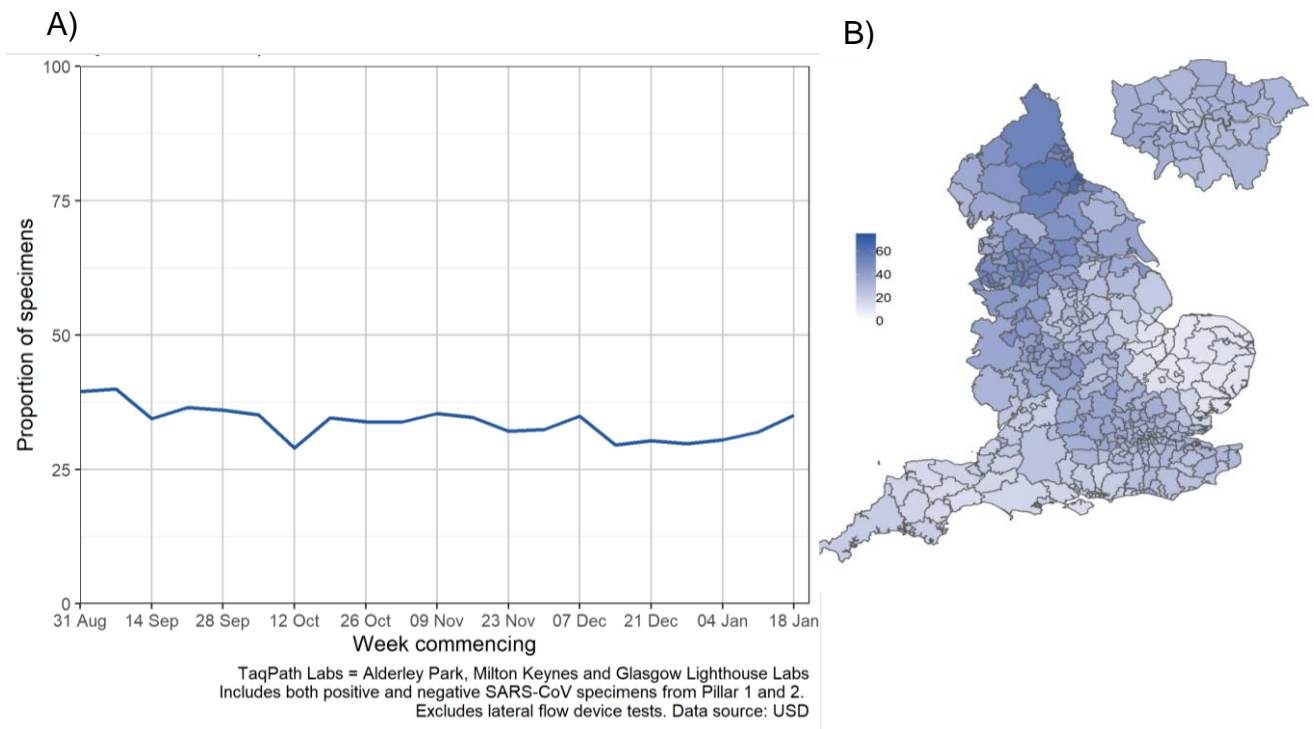 A)
B)
100
75
50
25
0
Proportion of specimens
31 Aug 14 Sep 28 Sep 12 Oct 26 Oct 09 Nov 23 Nov 07 Dec 21 Dec 04 Jan 18 Jan
Week commencing
TaqPath Labs = Alderley Park, Milton Keynes and Glasgow Lighthouse Labs
Includes both positive and negative SARS-CoV specimens from Pillar 1 and 2.
Excludes lateral flow device tests. Data source: USD
60
40
20
0